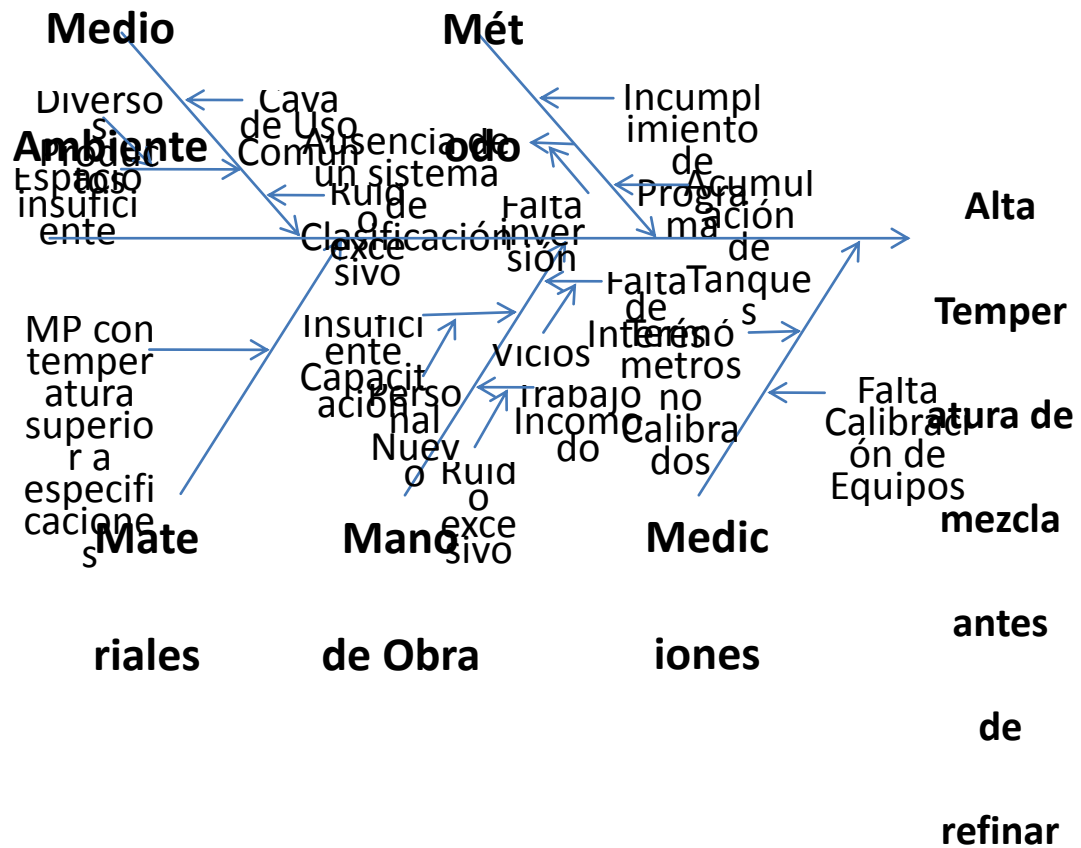 Medio
Ambiente
Mét
odo
Diverso
s
Produc
tos.
Espacio
insufici
ente
Cava
de Uso
Común
Ruid
o
exce
sivo
Ausencia de
un sistema
de
Clasificación
Falta
inver
sión
Incumpl
imiento
de
Progra
ma
Acumul
ación
de
Tanque
s
Alta
Temper
atura de
mezcla
antes
de
refinar
MP con
temper
atura
superio
r a
especifi
cacione
s
Insufici
ente
Capacit
ación
Perso
nal
Nuev
o
Vicios
Falta
de
Interés
Trabajo
Incomo
do
Ruid
o
exce
sivo
Termó
metros
no
Calibra
dos
Falta
Calibraci
ón de
Equipos
Mate
riales
Mano
de Obra
Medic
iones